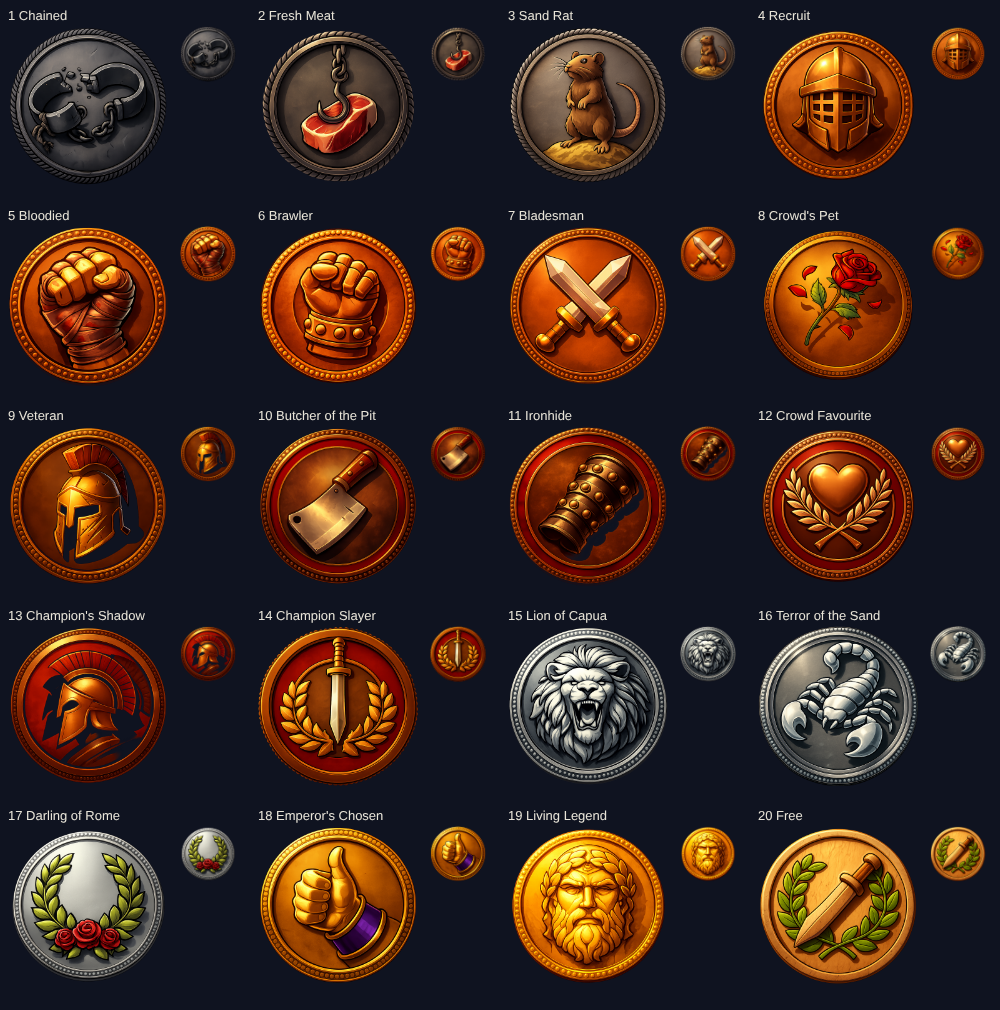 1 Chained
2 Fresh Meat
3 Sand Rat
4 Recruit
5 Bloodied
6 Brawler
7 Bladesman
8 Crowd's Pet
9 Veteran
10 Butcher of the Pit
11 Ironhide
12 Crowd Favourite
13 Champion's Shadow
14 Champion Slayer
15 Lion of Capua
16 Terror of the Sand
17 Darling of Rome
18 Emperor's Chosen
19 Living Legend
20 Free